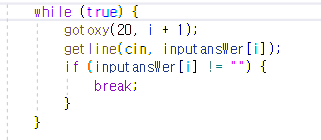 while (true) {
gotoxy(20, i + 1);
getline(cin, inputansWer[i]);
if (inputansWer[i] != "") {
break;
}
}